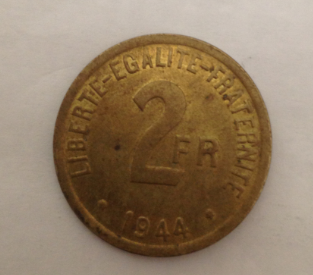 LIBERTE-EGALITE-FRATERNITE
2 FR
• 1944 •